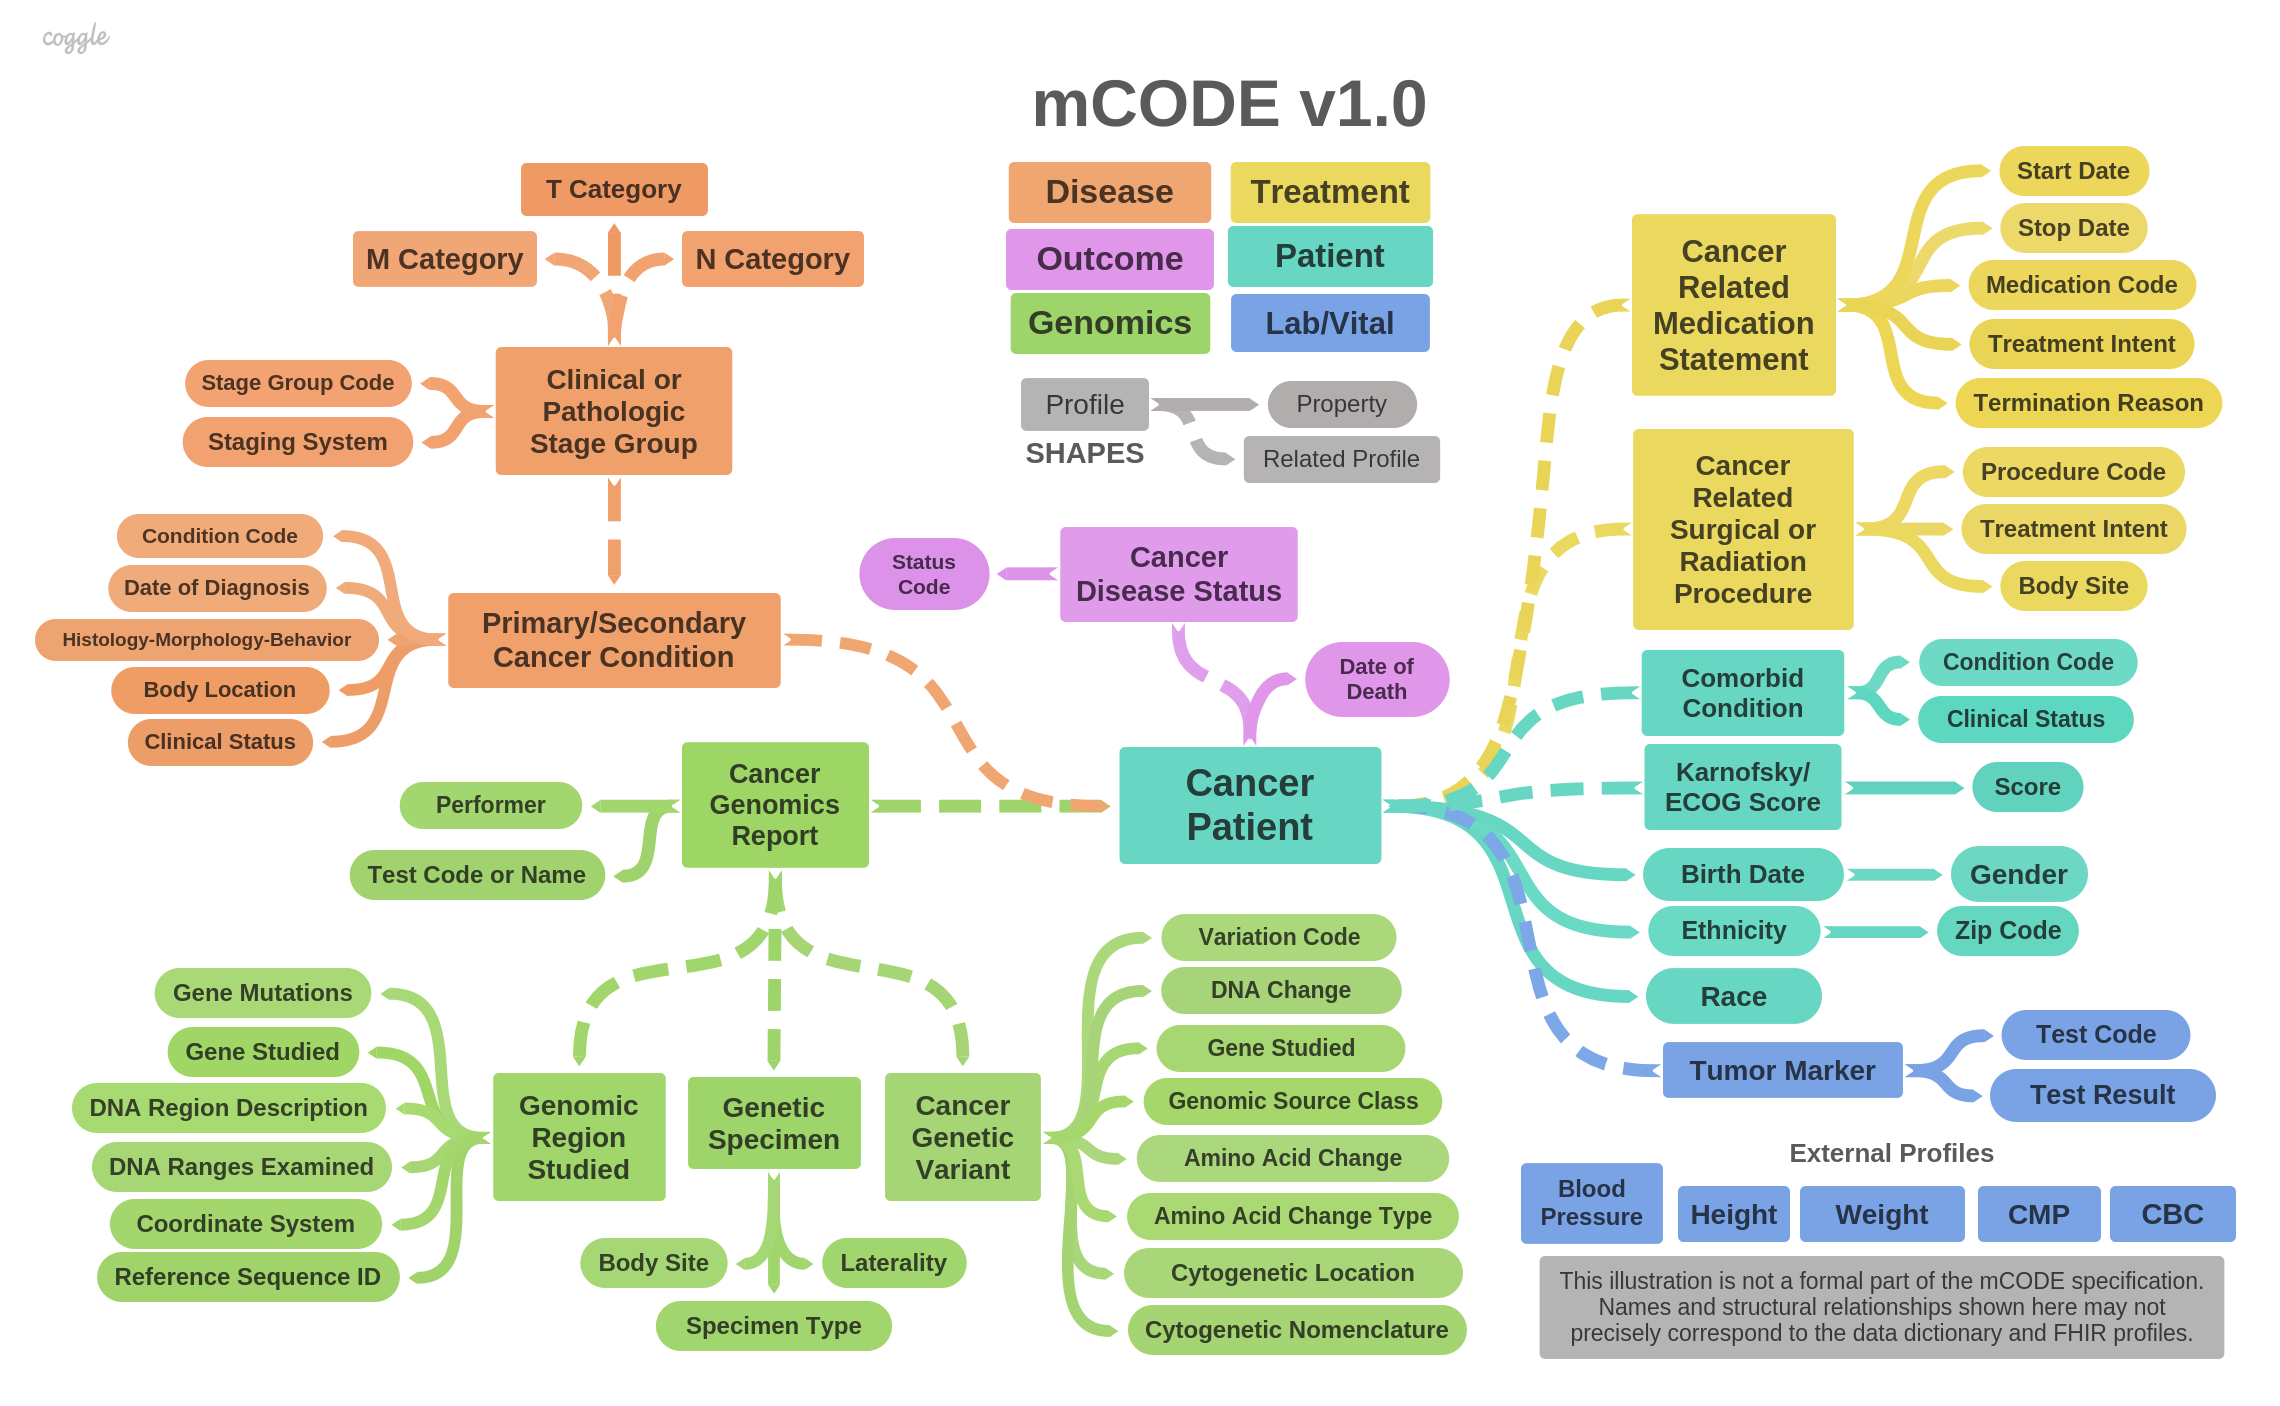 coggle
mCODE v1.0
Disease
Treatment
Outcome
Patient
Genomics
Lab/Vital
Profile
Property
SHAPES
Related Profile
T Category
M Category
N Category
Clinical or
Pathologic
Stage Group
Stage Group Code
Staging System
Condition Code
Date of Diagnosis
Histology-Morphology-Behavior
Body Location
Clinical Status
Primary/Secondary
Cancer Condition
Status
Code
Cancer
Disease Status
Date of
Death
Cancer
Patient
Cancer
Genomics
Report
Performer
Test Code or Name
Gene Mutations
Gene Studied
DNA Region Description
DNA Ranges Examined
Coordinate System
Reference Sequence ID
Genomic
Region
Studied
Genetic
Specimen
Body Site
Laterality
Specimen Type
Cancer
Genetic
Variant
Variation Code
DNA Change
Gene Studied
Genomic Source Class
Amino Acid Change
Amino Acid Change Type
Cytogenetic Location
Cytogenetic Nomenclature
Cancer
Related
Medication
Statement
Start Date
Stop Date
Medication Code
Treatment Intent
Termination Reason
Cancer
Related
Surgical or
Radiation
Procedure
Procedure Code
Treatment Intent
Body Site
Comorbid
Condition
Condition Code
Clinical Status
Karnofsky/
ECOG Score
Score
Birth Date
Gender
Ethnicity
Zip Code
Race
Tumor Marker
Test Code
Test Result
External Profiles
Blood
Pressure
Height
Weight
CMP
CBC
This illustration is not a formal part of the mCODE specification.
Names and structural relationships shown here may not
precisely correspond to the data dictionary and FHIR profiles.